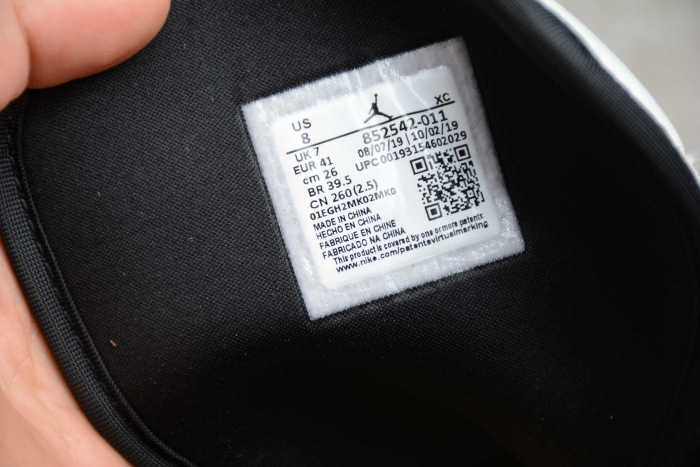 US
8
XC
852542-011
UK 7
08/07/19 | 10/02/19
EUR 41
UPC00193154602029
cm 26
BR 39.5
CN 260(2.5)
01EGH2MK02MK0
MADE IN CHINA
HECHO EN CHINA
FABRIQUE EN CHINE
FABRICADO NA CHINA
This product is covered by one or more patents
www.nike.com/patentsvirtualmarking